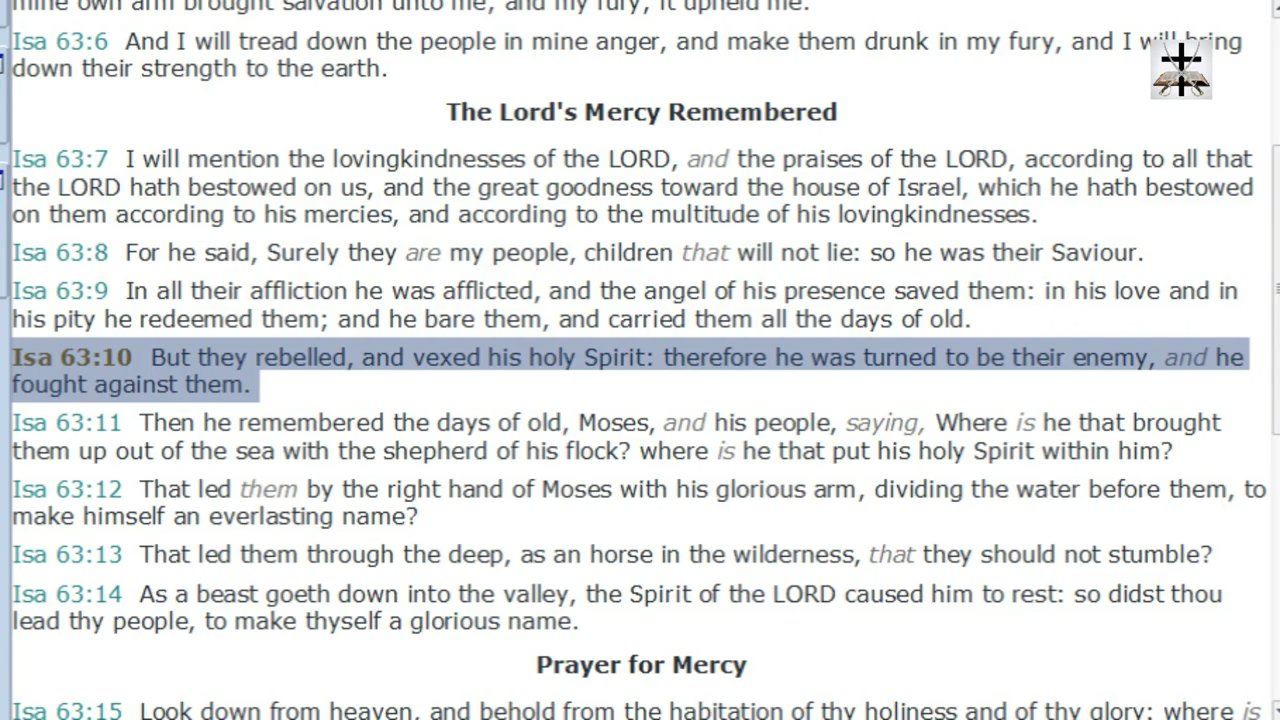 mine own arm brought salvation unto me; and my fury, it upheld me.
Isa 63:6 And I will tread down the people in mine anger, and make them drunk in my fury, and I will bring
down their strength to the earth.
The Lord's Mercy Remembered
Isa 63:7 I will mention the lovingkindnesses of the LORD, and the praises of the LORD, according to all that
the LORD hath bestowed on us, and the great goodness toward the house of Israel, which he hath bestowed
on them according to his mercies, and according to the multitude of his lovingkindnesses.
Isa 63:8 For he said, Surely they are my people, children that will not lie: so he was their Saviour.
Isa 63:9 In all their affliction he was afflicted, and the angel of his presence saved them: in his love and in
his pity he redeemed them; and he bare them, and carried them all the days of old.
Isa 63:10 But they rebelled, and vexed his holy Spirit: therefore he was turned to be their enemy, and he
fought against them.
Isa 63:11 Then he remembered the days of old, Moses, and his people, saying, Where is he that brought
them up out of the sea with the shepherd of his flock? where is he that put his holy Spirit within him?
Isa 63:12 That led them by the right hand of Moses with his glorious arm, dividing the water before them, to
make himself an everlasting name?
Isa 63:13 That led them through the deep, as an horse in the wilderness, that they should not stumble?
Isa 63:14 As a beast goeth down into the valley, the Spirit of the LORD caused him to rest: so didst thou
lead thy people, to make thyself a glorious name.
Prayer for Mercy
Isa 63:15 Look down from heaven, and behold from the habitation of thy holiness and of thy glory: where is